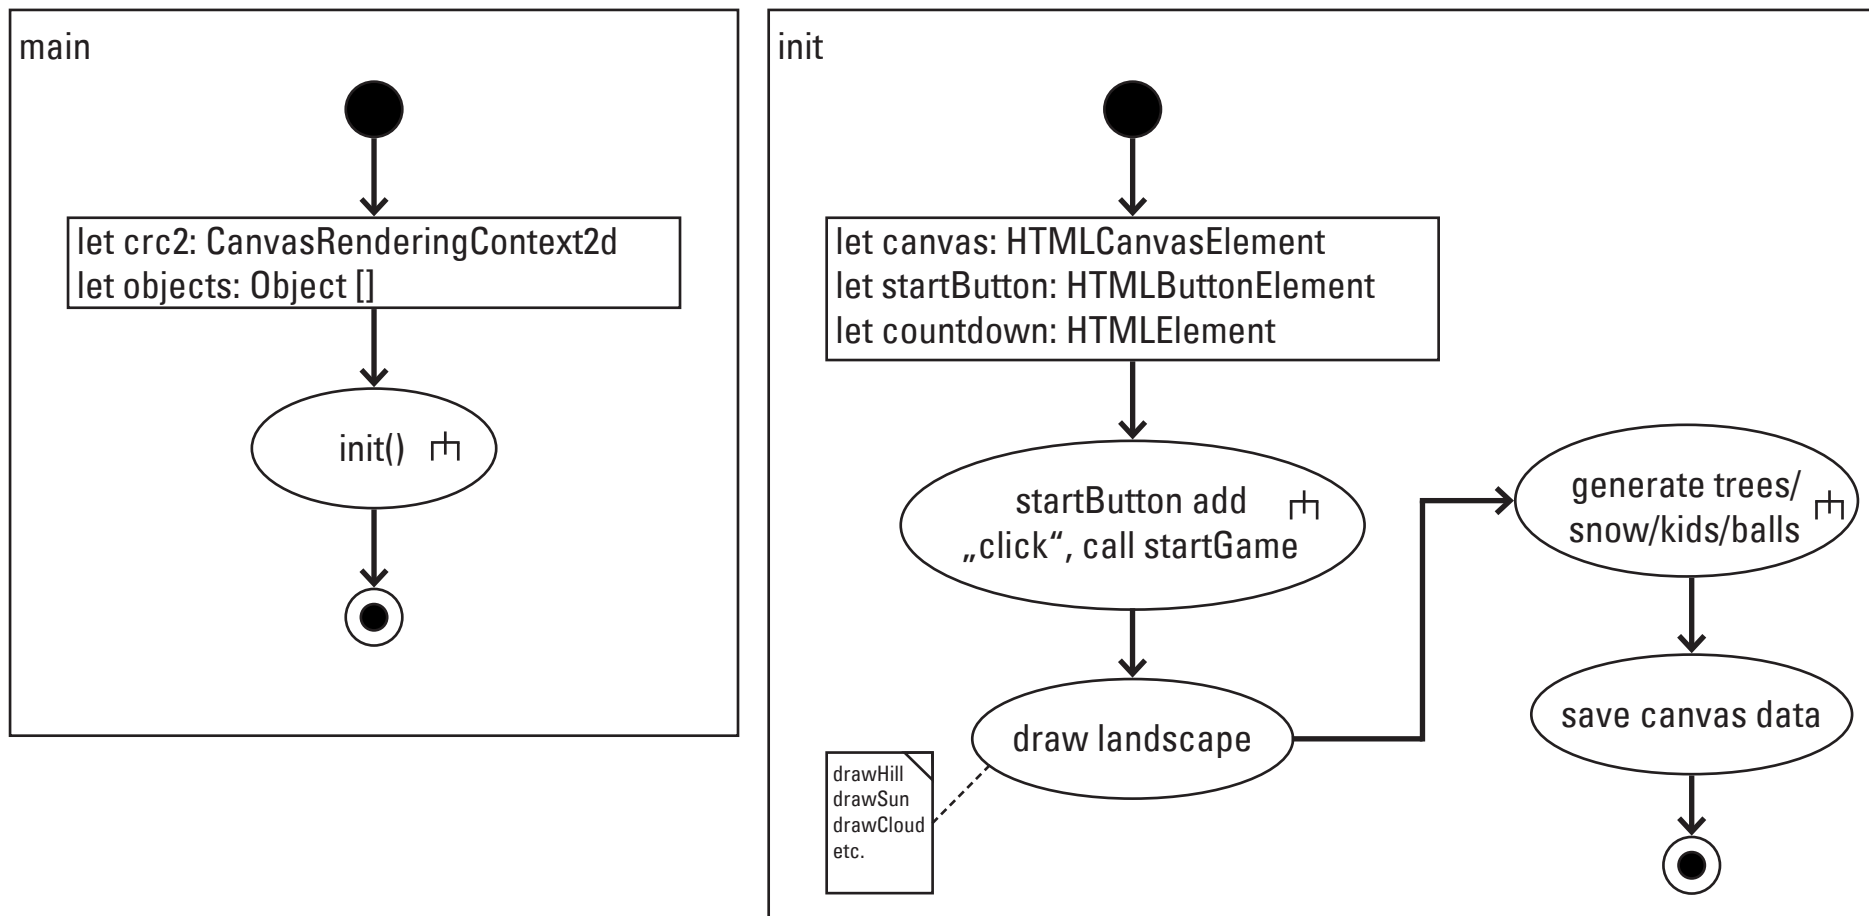 main
let crc2: CanvasRenderingContext2d
let objects: Object []
init()
init
let canvas: HTMLCanvasElement
let startButton: HTMLButtonElement
let countdown: HTMLElement
startButton add
„click“, call startGame
draw landscape
drawHill
drawSun
drawCloud
etc.
generate trees/
snow/kids/balls
save canvas data